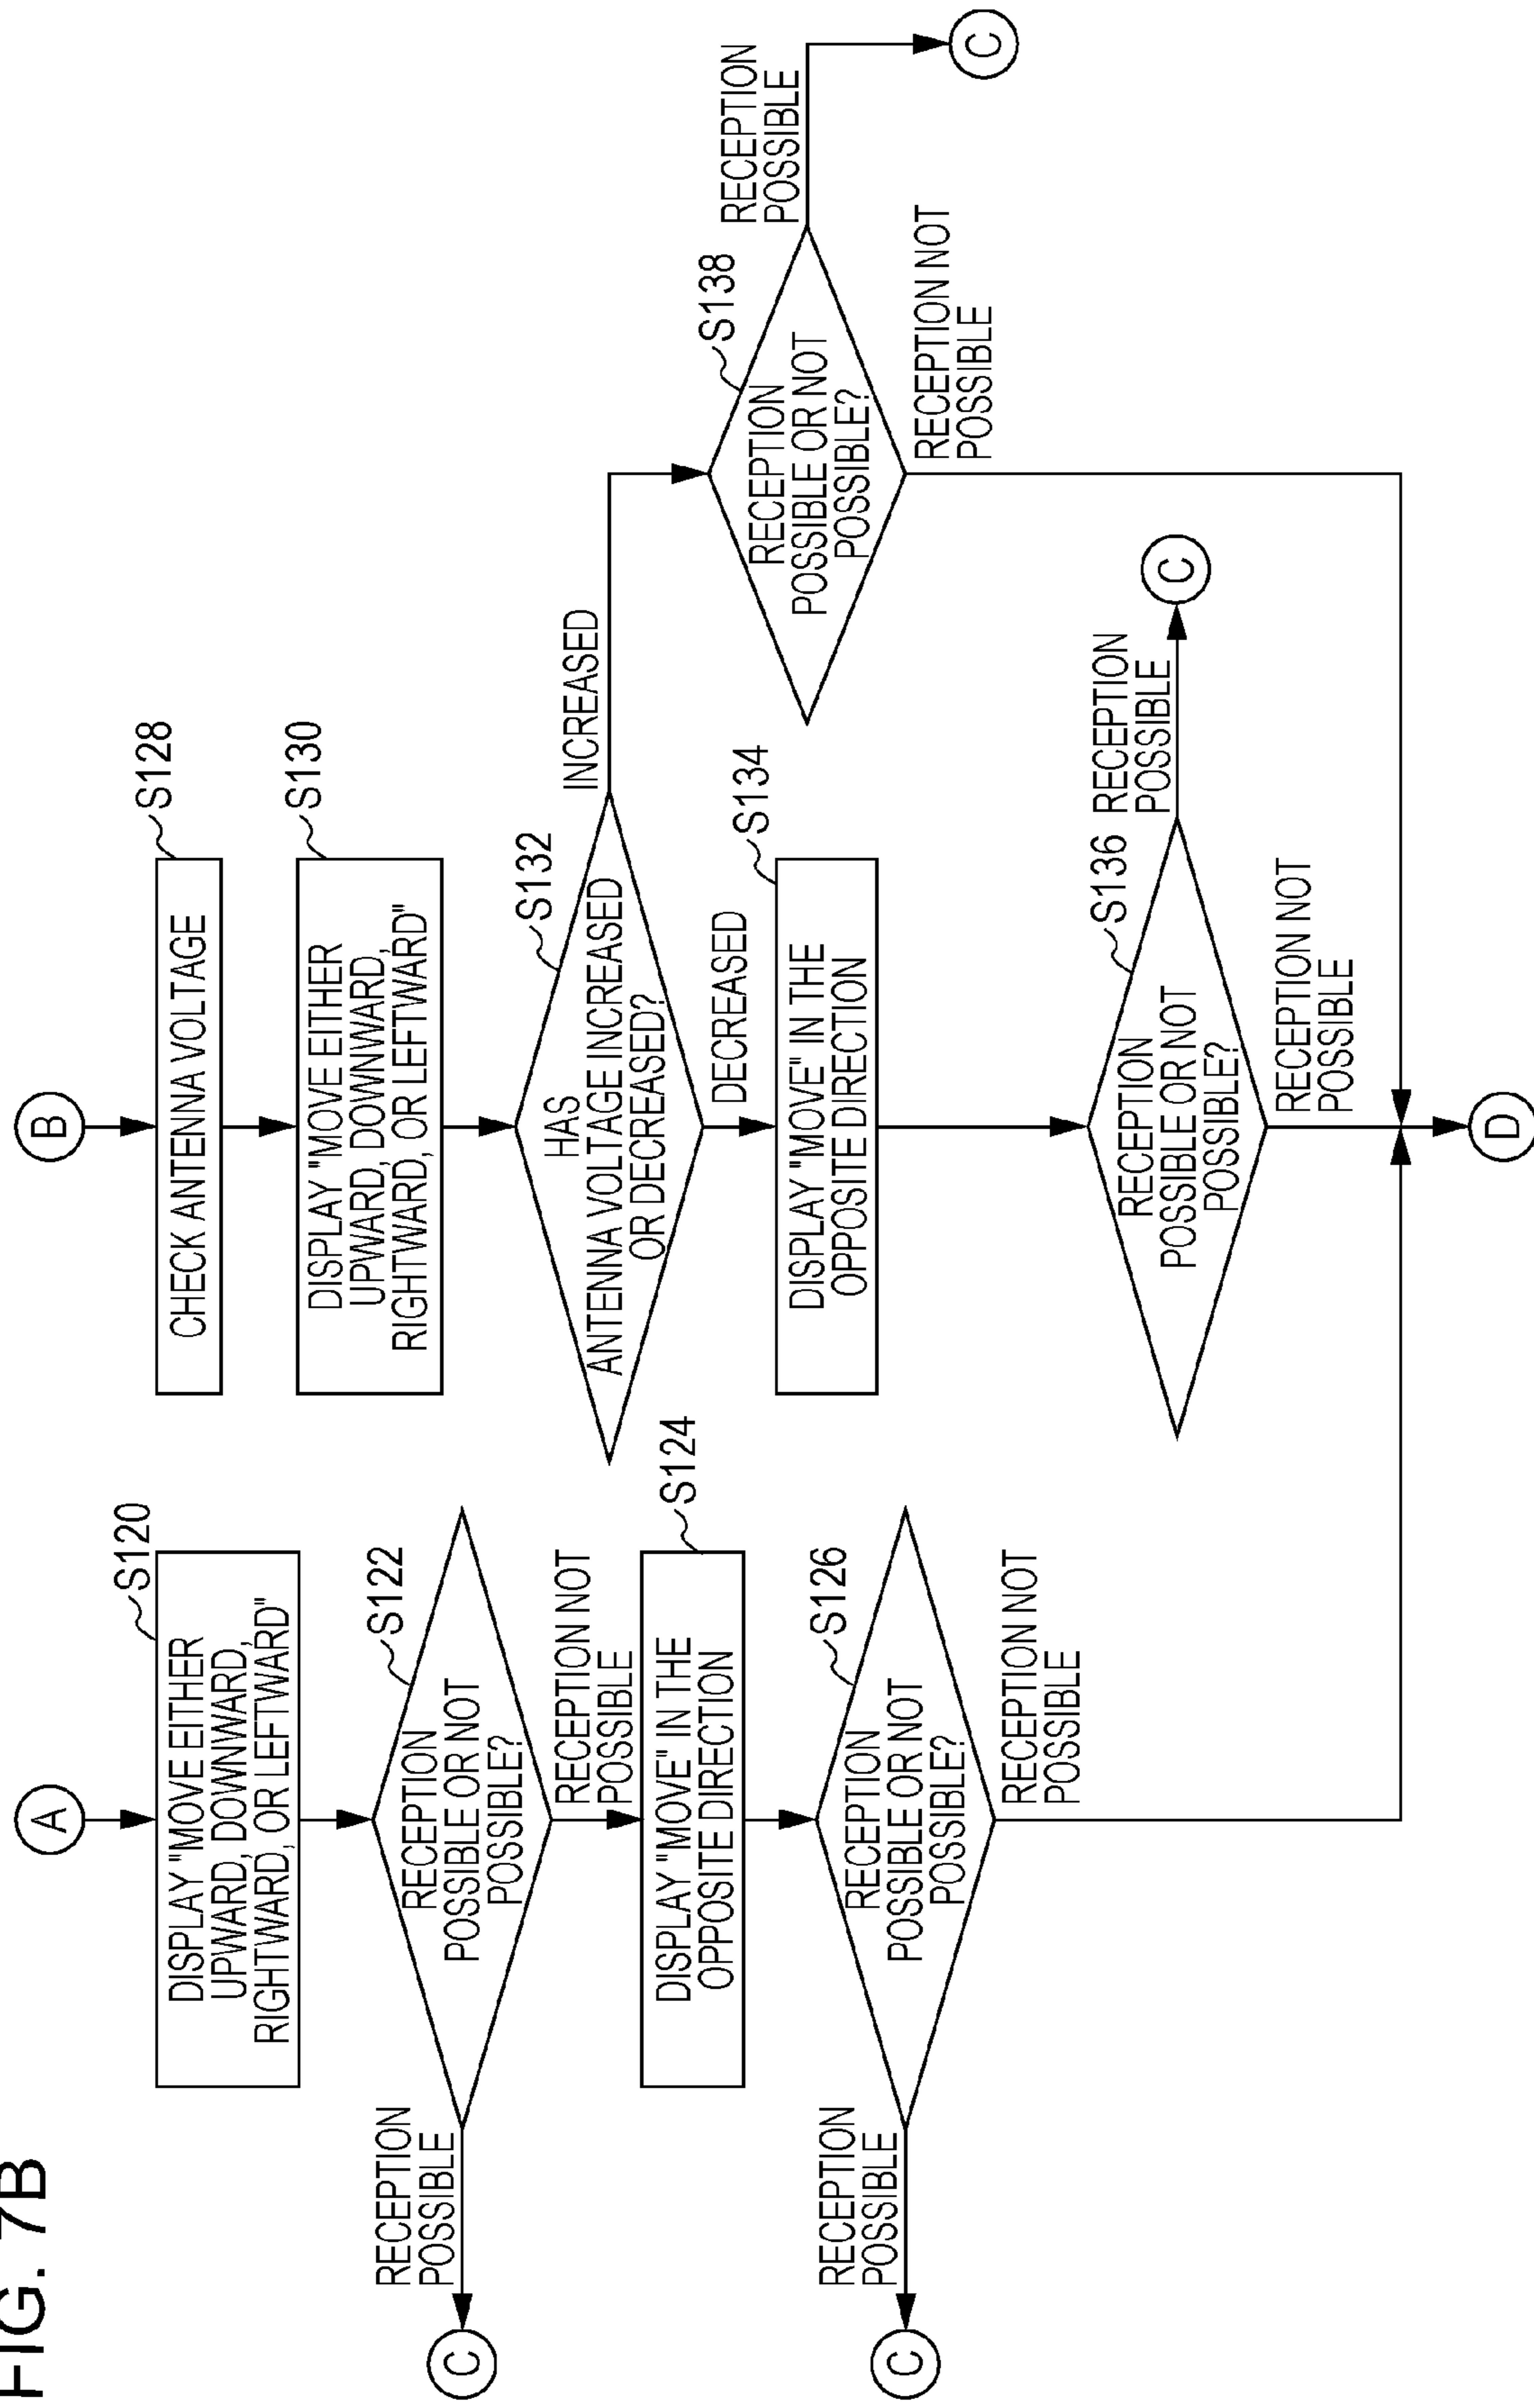 FIG. 7B
A
S120
DISPLAY "MOVE EITHER
UPWARD, DOWNWARD,
RIGHTWARD, OR LEFTWARD"
S122
RECEPTION
POSSIBLE OR NOT
POSSIBLE?
RECEPTION
POSSIBLE
C
RECEPTION NOT
POSSIBLE
S124
DISPLAY "MOVE" IN THE
OPPOSITE DIRECTION
S126
RECEPTION
POSSIBLE OR NOT
POSSIBLE?
RECEPTION
POSSIBLE
C
RECEPTION NOT
POSSIBLE
B
S128
CHECK ANTENNA VOLTAGE
S130
DISPLAY "MOVE EITHER
UPWARD, DOWNWARD,
RIGHTWARD, OR LEFTWARD"
S132
HAS
ANTENNA VOLTAGE INCREASED
OR DECREASED?
INCREASED
DECREASED
S134
DISPLAY "MOVE" IN THE
OPPOSITE DIRECTION
S136
RECEPTION
POSSIBLE OR NOT
POSSIBLE?
RECEPTION
POSSIBLE
C
RECEPTION NOT
POSSIBLE
S138
RECEPTION
POSSIBLE OR NOT
POSSIBLE?
RECEPTION
POSSIBLE
C
RECEPTION NOT
POSSIBLE
D